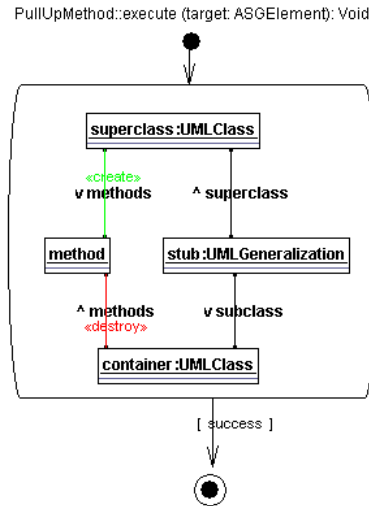 PullUpMethod::execute (target: ASGElement): Void
superclass:UMLClass
«create»
v methods
^ superclass
method
stub:UMLGeneralization
^ methods
v subclass
«destroy»
container:UMLClass
[ success ]